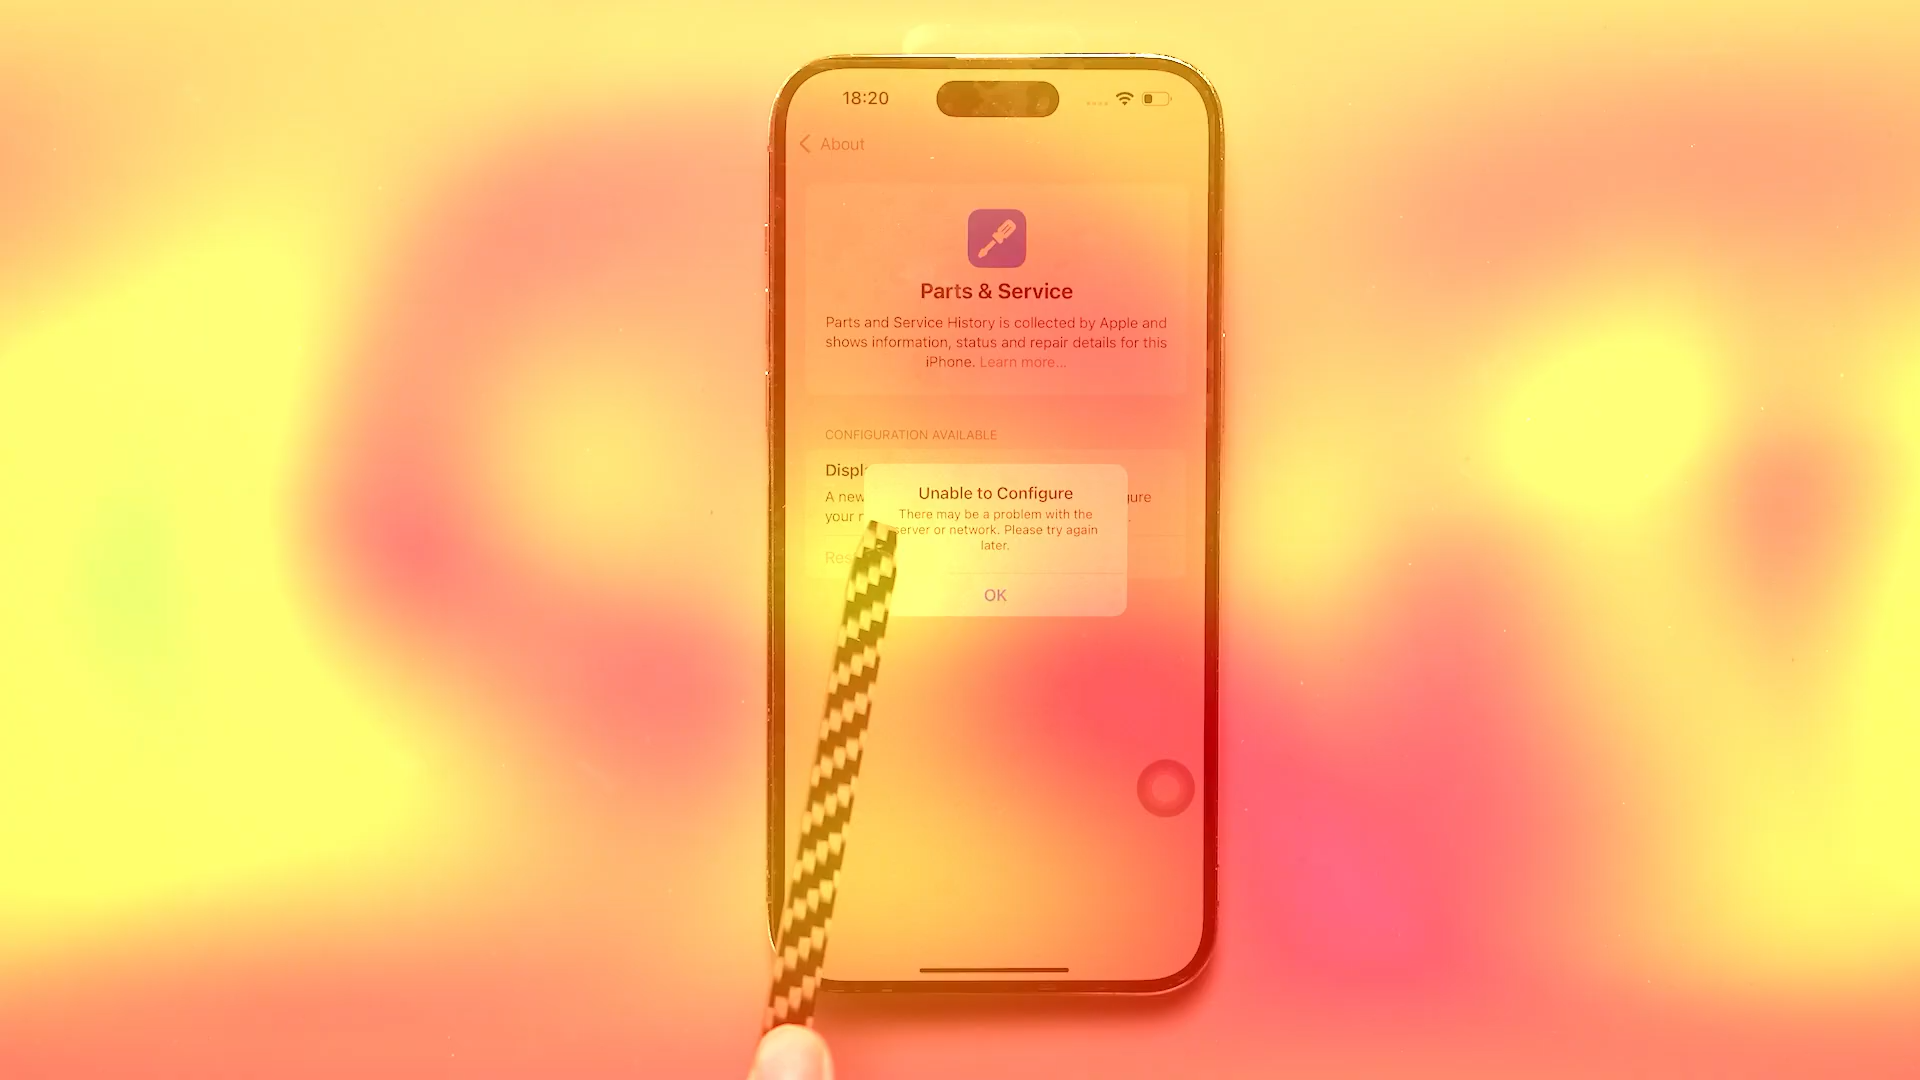 18:20
About
Parts & Service
Parts and Service History is collected by Apple and
shows information, status and repair details for this
iPhone. Learn more...
CONFIGURATION AVAILABLE
A new
your
Unable to Configure
There may be a problem with the
server or network. Please try again
later.
OK